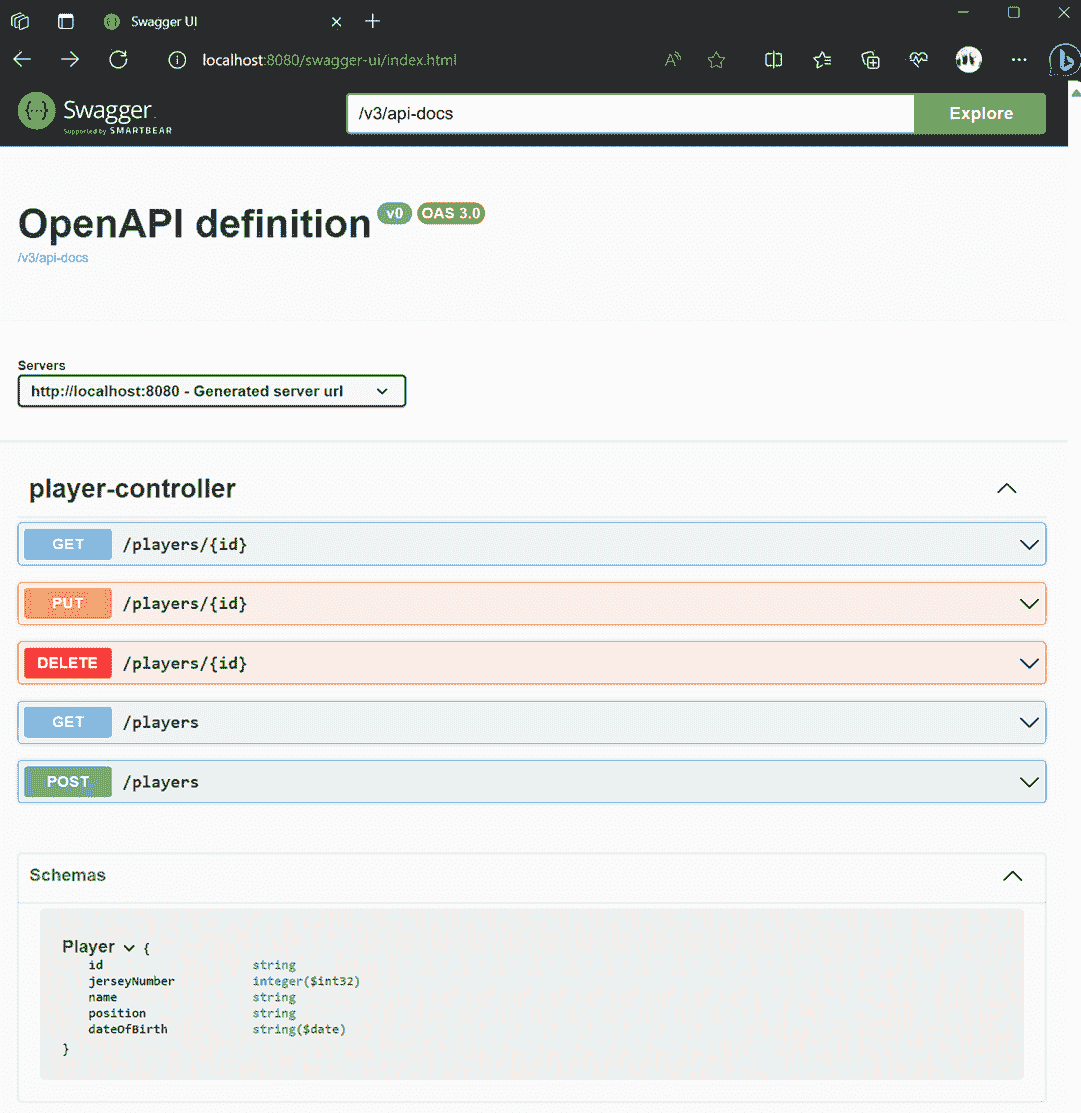 Swagger UI
localhost:8080/swagger-ui/index.html
Swagger
Supported by SMARTBEAR
/v3/api-docs
Explore
OpenAPI definition v0 OAS 3.0
/v3/api-docs
Servers
http://localhost:8080 - Generated server url
player-controller
GET /players/{id}
PUT /players/{id}
DELETE /players/{id}
GET /players
POST /players
Schemas
Player {
id string
jerseyNumber integer($int32)
name string
position string
dateOfBirth string($date)
}